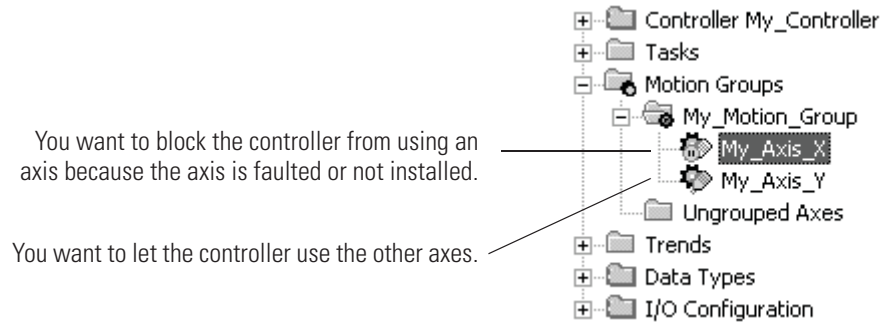 Controller My_Controller
Tasks
Motion Groups
My_Motion_Group
You want to block the controller from using an
axis because the axis is faulted or not installed.
My_Axis_X
My_Axis_Y
Ungrouped Axes
You want to let the controller use the other axes.
Trends
Data Types
I/O Configuration